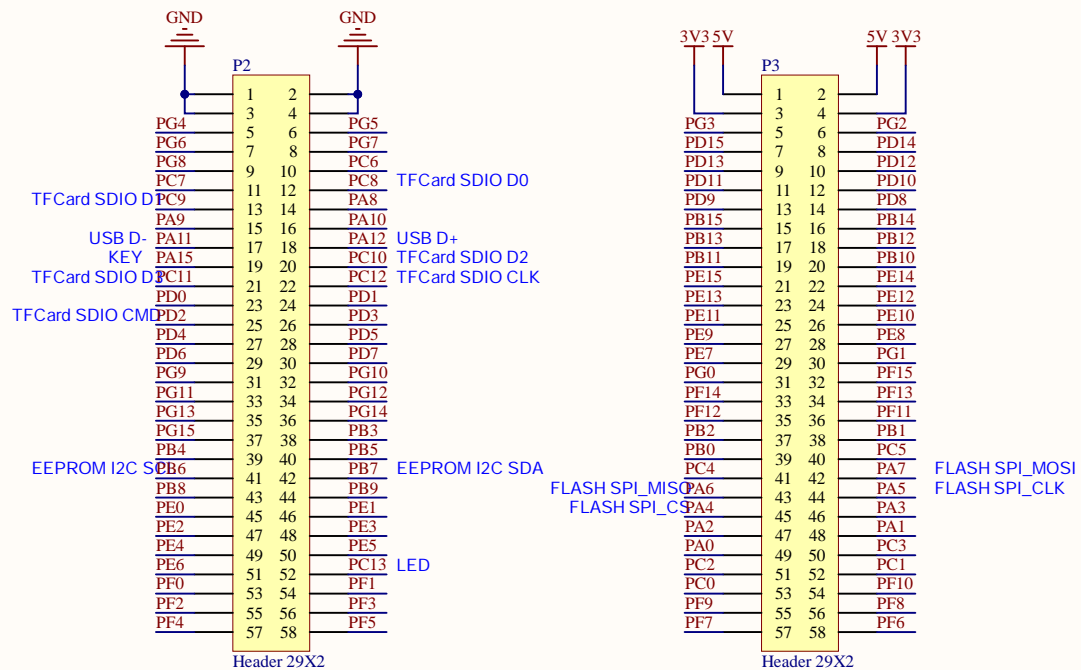 GND GND
P2
1 2
3 4
PG4 5 6 PG5
PG6 7 8 PG7
PG8 9 10 PC6
PC7 11 12 PC8 TFCard SDIO D0
TFCard SDIO D1 PC9 13 14 PA8
PA9 15 16 PA10
USB D- PA11 17 18 PA12 USB D+
KEY PA15 19 20 PC10 TFCard SDIO D2
TFCard SDIO D3 PC11 21 22 PC12 TFCard SDIO CLK
PD0 23 24 PD1
TFCard SDIO CMD PD2 25 26 PD3
PD4 27 28 PD5
PD6 29 30 PD7
PG9 31 32 PG10
PG11 33 34 PG12
PG13 35 36 PG14
PG15 37 38 PB3
PB4 39 40 PB5
EEPROM I2C SCL PB6 41 42 PB7 EEPROM I2C SDA
PB8 43 44 PB9
PE0 45 46 PE1
PE2 47 48 PE3
PE4 49 50 PE5
PE6 51 52 PC13 LED
PF0 53 54 PF1
PF2 55 56 PF3
PF4 57 58 PF5
Header 29X2
3V3 5V 5V 3V3
P3
1 2
3 4
PG3 5 6 PG2
PD15 7 8 PD14
PD13 9 10 PD12
PD11 11 12 PD10
PD9 13 14 PD8
PB15 15 16 PB14
PB13 17 18 PB12
PB11 19 20 PB10
PE15 21 22 PE14
PE13 23 24 PE12
PE11 25 26 PE10
PE9 27 28 PE8
PE7 29 30 PG1
PG0 31 32 PF15
PF14 33 34 PF13
PF12 35 36 PF11
PB2 37 38 PB1
PB0 39 40 PC5
PC4 41 42 PA7 FLASH SPI_MOSI
FLASH SPI_MISO PA6 43 44 PA5 FLASH SPI_CLK
FLASH SPI_CS PA4 45 46 PA3
PA2 47 48 PA1
PA0 49 50 PC3
PC2 51 52 PC1
PC0 53 54 PF10
PF9 55 56 PF8
PF7 57 58 PF6
Header 29X2